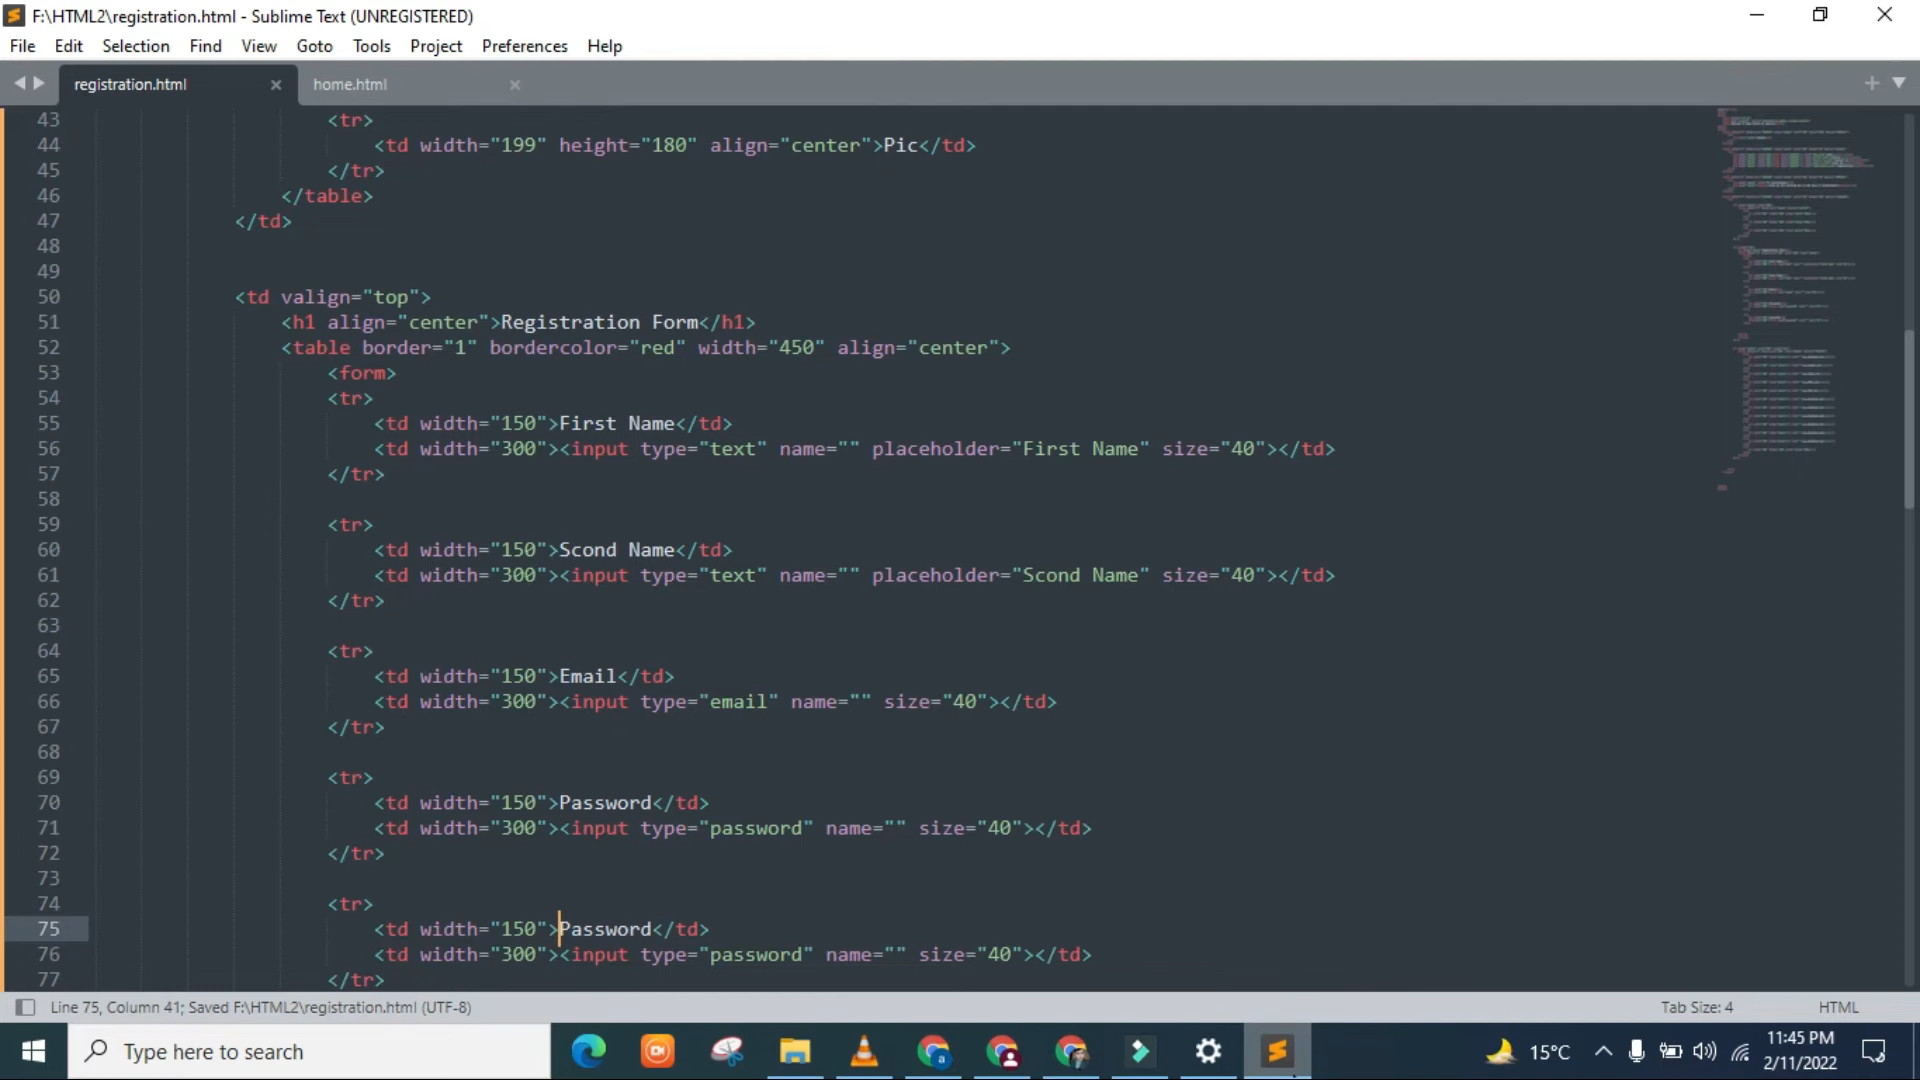 F:\HTML2\registration.html - Sublime Text (UNREGISTERED)
File Edit Selection Find View Goto Tools Project Preferences Help
registration.html home.html
43 <tr>
44 <td width="199" height="180" align="center">Pic</td>
45 </tr>
46 </table>
47 </td>
48
49
50 <td valign="top">
51 <h1 align="center">Registration Form</h1>
52 <table border="1" bordercolor="red" width="450" align="center">
53 <form>
54 <tr>
55 <td width="150">First Name</td>
56 <td width="300"><input type="text" name="" placeholder="First Name" size="40"></td>
57 </tr>
58
59 <tr>
60 <td width="150">Scond Name</td>
61 <td width="300"><input type="text" name="" placeholder="Scond Name" size="40"></td>
62 </tr>
63
64 <tr>
65 <td width="150">Email</td>
66 <td width="300"><input type="email" name="" size="40"></td>
67 </tr>
68
69 <tr>
70 <td width="150">Password</td>
71 <td width="300"><input type="password" name="" size="40"></td>
72 </tr>
73
74 <tr>
75 <td width="150">Password</td>
76 <td width="300"><input type="password" name="" size="40"></td>
77 </tr>
Line 75, Column 41; Saved F:\HTML2\registration.html (UTF-8) Tab Size: 4 HTML
Type here to search 15°C 11:45 PM
2/11/2022